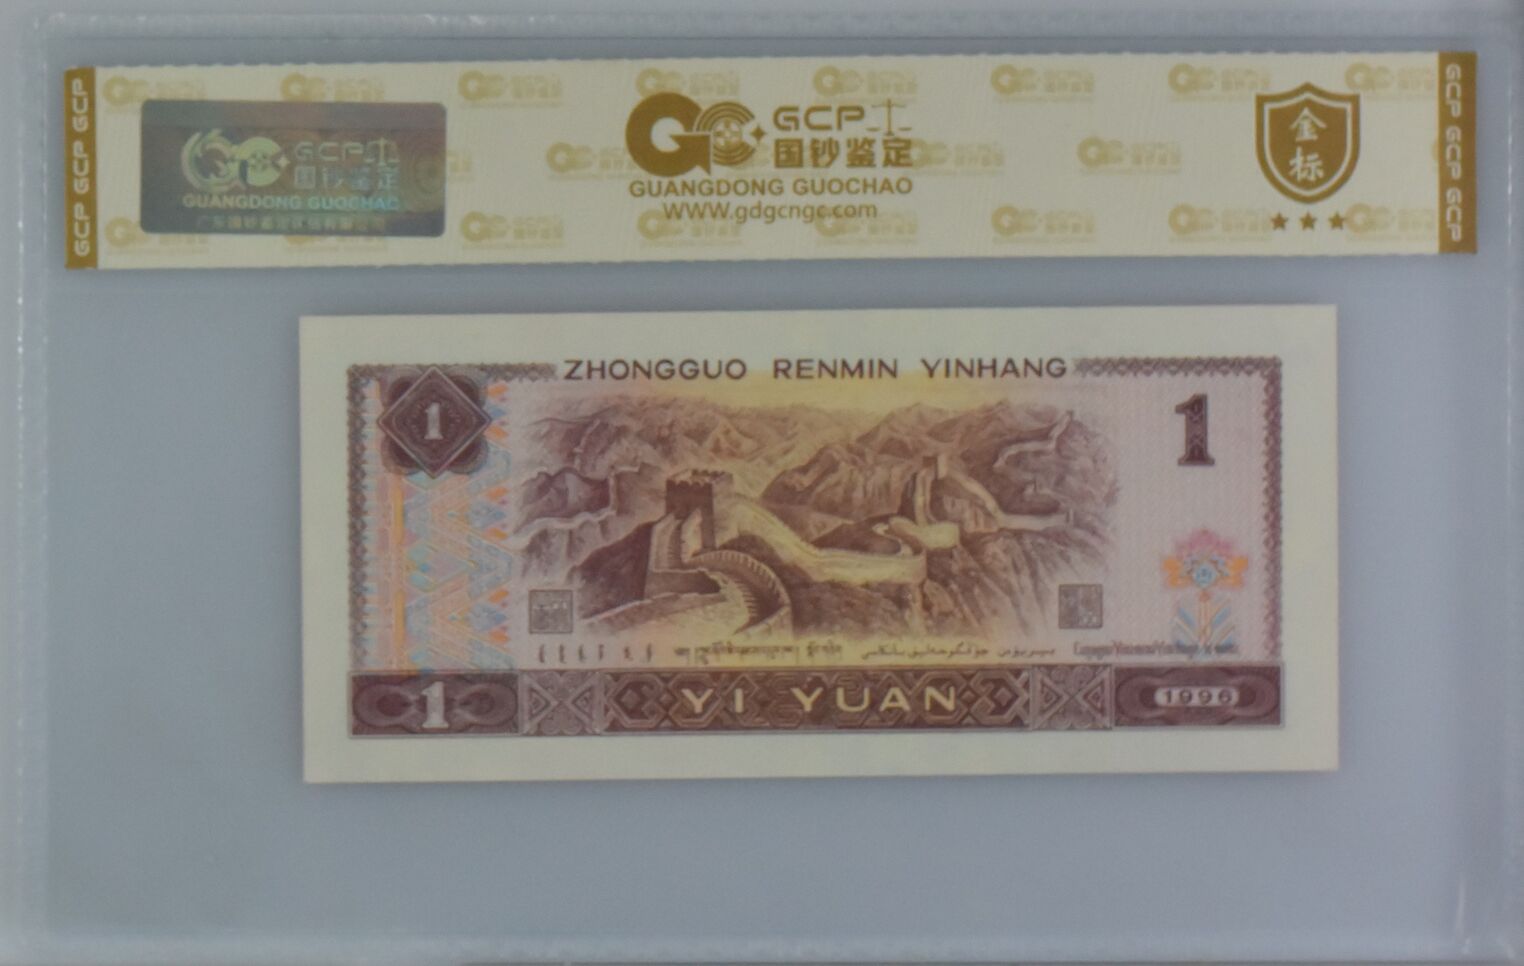 GCP GCP GCP
GCP 国钞鉴定
GUANGDONG GUOCHAO
GCP
国钞鉴定
GUANGDONG GUOCHAO
WWW.gdgcngc.com
金
标
GCP GCP GCP
ZHONGGUO RENMIN YINHANG
1
1
1
YI YUAN
1996